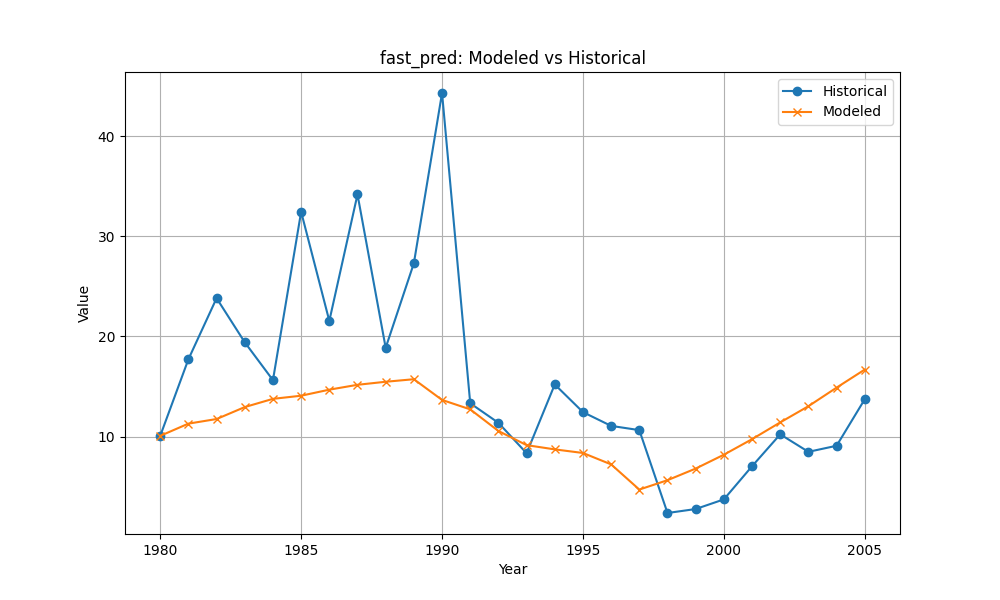 fast_pred: Modeled vs Historical
Historical
Modeled
Value
40
30
20
10
1980
1985
1990
1995
2000
2005
Year